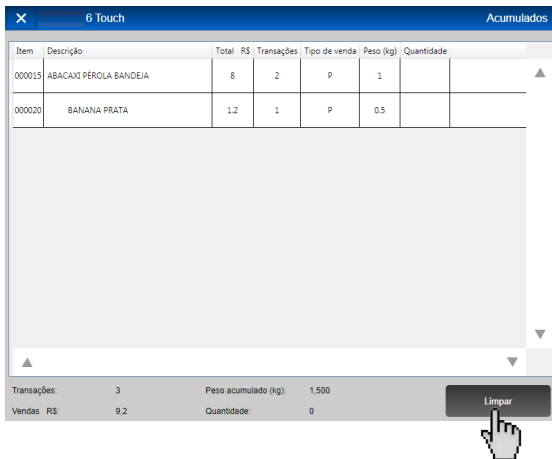 6 Touch Acumulados
Item Descrição Total R$ Transações Tipo de venda Peso (kg) Quantidade
000015 ABACAXI PÉROLA BANDEJA 8 2 P 1
000020 BANANA PRATA 1.2 1 P 0.5
Transações: 3 Peso acumulado (kg): 1,500
Vendas R$: 9,2 Quantidade: 0
Limpar